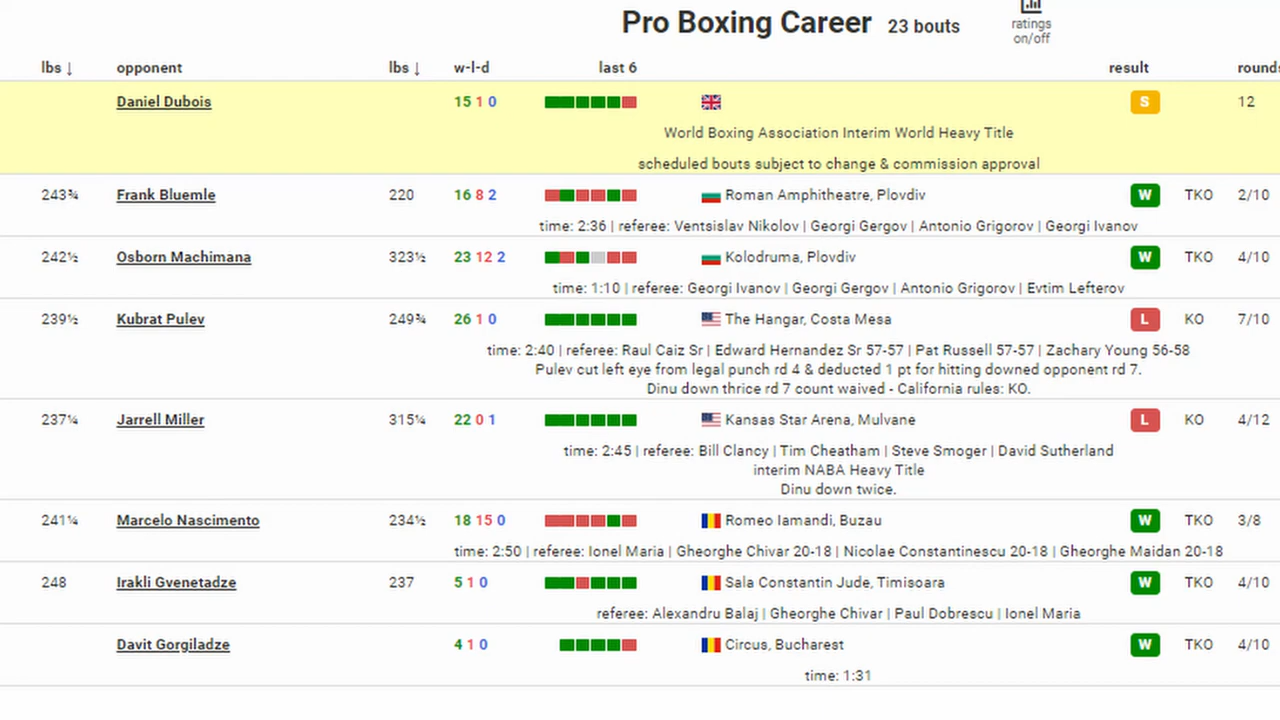 Pro Boxing Career 23 bouts
ratings
on/off
lbs ↓ opponent lbs ↓ w-l-d last 6 result rounds
Daniel Dubois 15 1 0 S 12
World Boxing Association Interim World Heavy Title
scheduled bouts subject to change & commission approval
243¾ Frank Bluemle 220 16 8 2 Roman Amphitheatre, Plovdiv W TKO 2/10
time: 2:36 | referee: Ventsislav Nikolov | Georgi Gergov | Antonio Grigorov | Georgi Ivanov
242½ Osborn Machimana 323½ 23 12 2 Kolodruma, Plovdiv W TKO 4/10
time: 1:10 | referee: Georgi Ivanov | Georgi Gergov | Antonio Grigorov | Evtim Lefterov
239½ Kubrat Pulev 249¾ 26 1 0 The Hangar, Costa Mesa L KO 7/10
time: 2:40 | referee: Raul Caiz Sr | Edward Hernandez Sr 57-57 | Pat Russell 57-57 | Zachary Young 56-58
Pulev cut left eye from legal punch rd 4 & deducted 1 pt for hitting downed opponent rd 7.
Dinu down thrice rd 7 count waived - California rules: KO.
237¼ Jarrell Miller 315¼ 22 0 1 Kansas Star Arena, Mulvane L KO 4/12
time: 2:45 | referee: Bill Clancy | Tim Cheatham | Steve Smoger | David Sutherland
interim NABA Heavy Title
Dinu down twice.
241¼ Marcelo Nascimento 234½ 18 15 0 Romeo Iamandi, Buzau W TKO 3/8
time: 2:50 | referee: Ionel Maria | Gheorghe Chivar 20-18 | Nicolae Constantinescu 20-18 | Gheorghe Maidan 20-18
248 Irakli Gvenetadze 237 5 1 0 Sala Constantin Jude, Timisoara W TKO 4/10
referee: Alexandru Balaj | Gheorghe Chivar | Paul Dobrescu | Ionel Maria
Davit Gorgiladze 4 1 0 Circus, Bucharest W TKO 4/10
time: 1:31